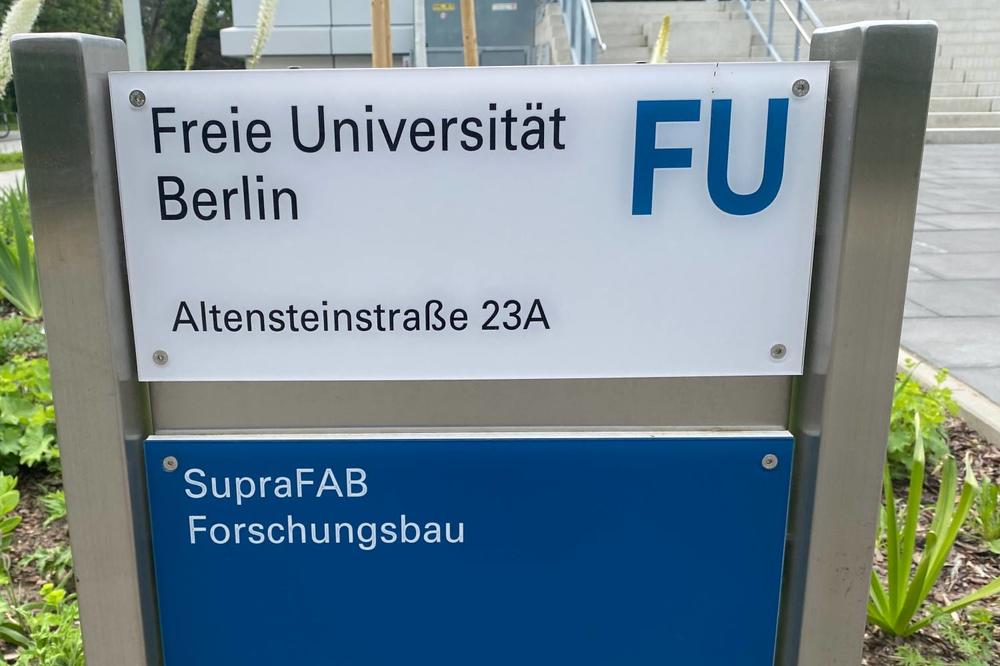 Freie Universität
Berlin
FU
Altensteinstraße 23A
SupraFAB
Forschungsbau